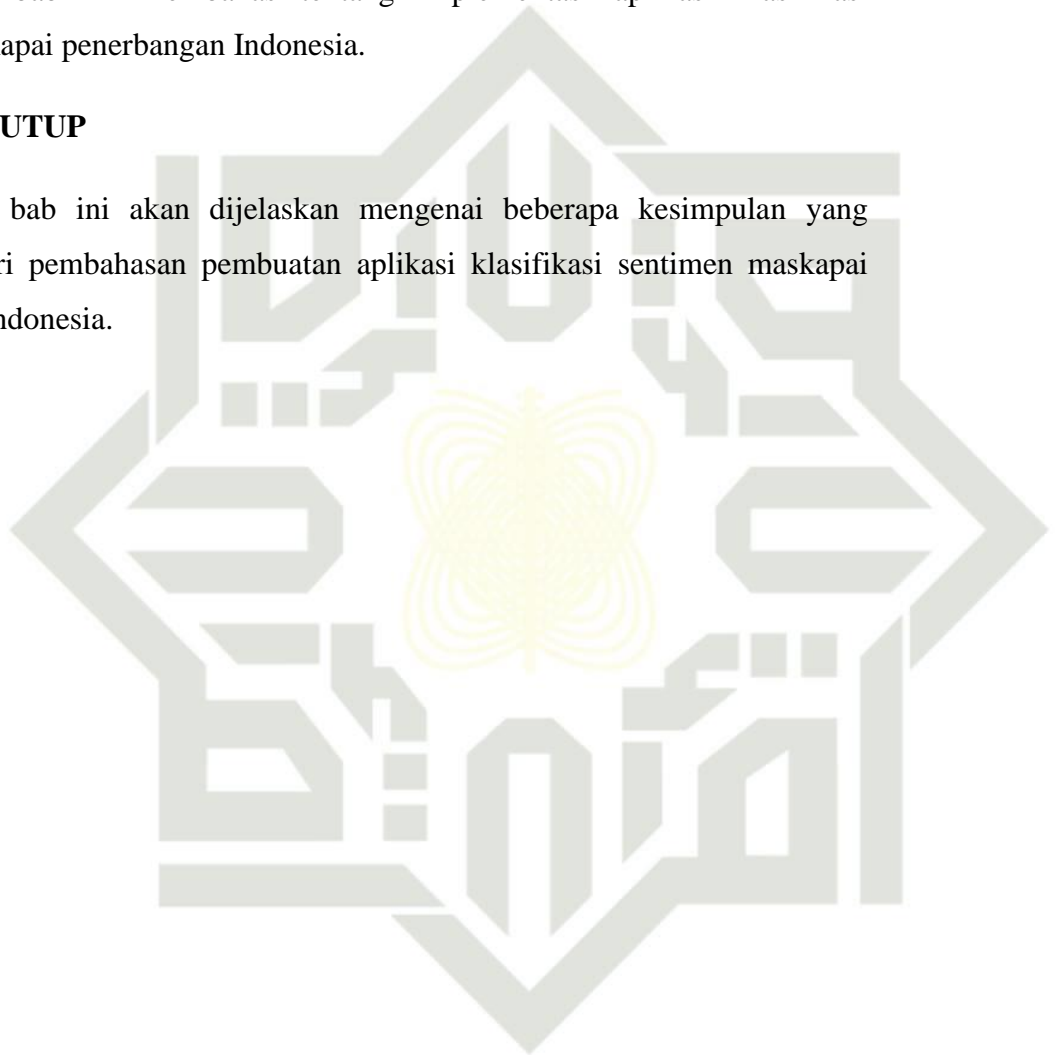 tentang
apai penerbangan Indonesia.
UTUP
bab ini akan dijelaskan mengenai beberapa kesimpulan yang
ri pembahasan pembuatan aplikasi klasifikasi sentimen maskapai
ndonesia.